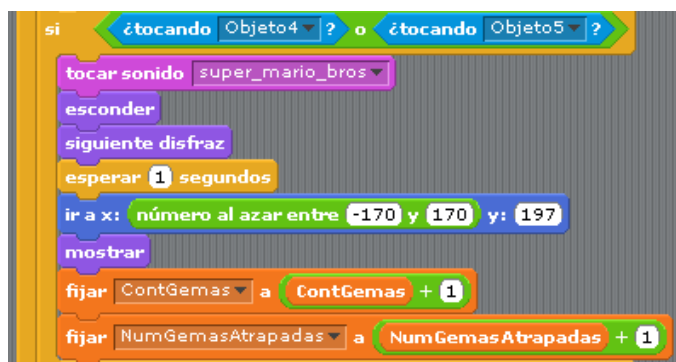 si ¿tocando Objeto4 ? o ¿tocando Objeto5 ?
tocar sonido super_mario_bros
esconder
siguiente disfraz
esperar 1 segundos
ir a x: número al azar entre -170 y 170 y: 197
mostrar
fijar ContGemas a ContGemas + 1
fijar NumGemasAtrapadas a NumGemasAtrapadas + 1